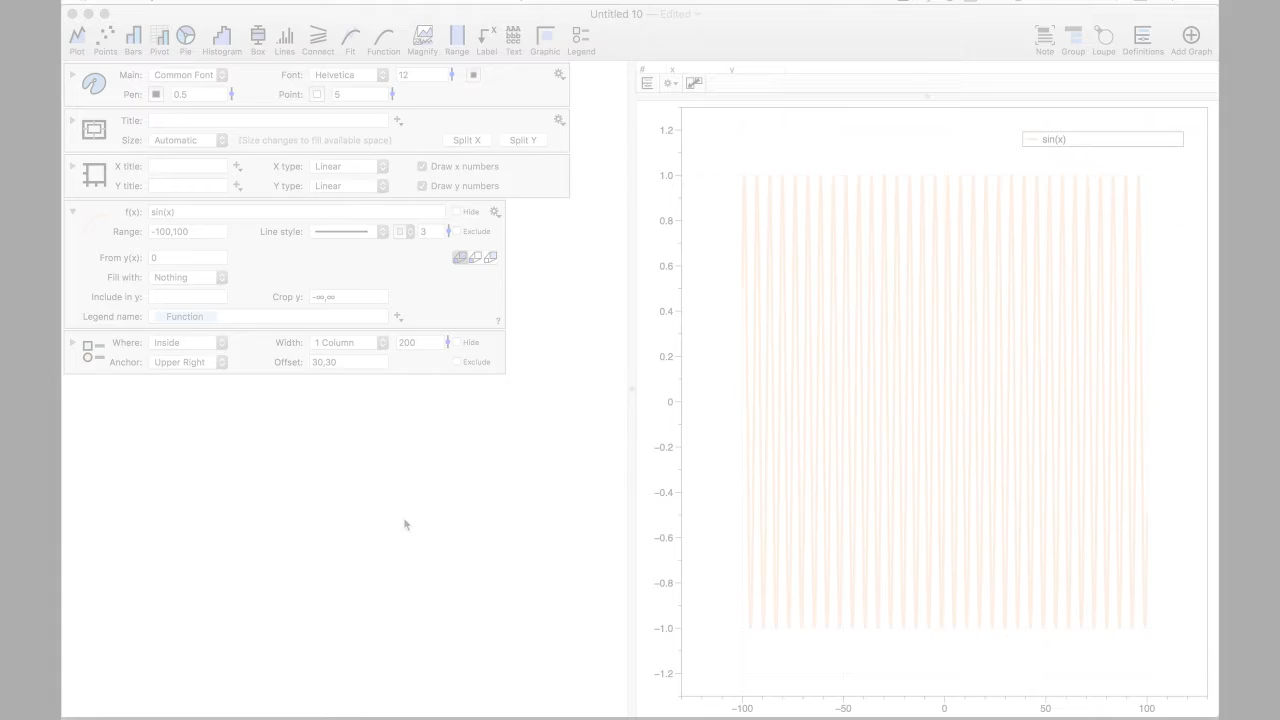 Untitled 10 — Edited
Plot Points Bars Pivot Pie Histogram Box Lines Connect Function Magnify Range Label Text Graphic Legend Note Group Loupe Definitions Add Graph
Main: Common Font Font: Helvetica 12
Pen: 0.5 Point: 5
Title:
Size: Automatic (Size changes to fill available space) Split X Split Y
X title: X type: Linear Draw x numbers
Y title: Y type: Linear Draw y numbers
f(x): sin(x) Hide
Range: -100,100 Line style: 3 Exclude
From y(x): 0
Fill with: Nothing
Include in y: Crop y: -∞,∞
Legend name: Function ?
Where: Inside Width: 1 Column 200 Hide
Anchor: Upper Right Offset: 30,30 Exclude
# x y
sin(x)
1.2
1.0
0.8
0.6
0.4
0.2
0
−0.2
−0.4
−0.6
−0.8
−1.0
−1.2
−100 −50 0 50 100